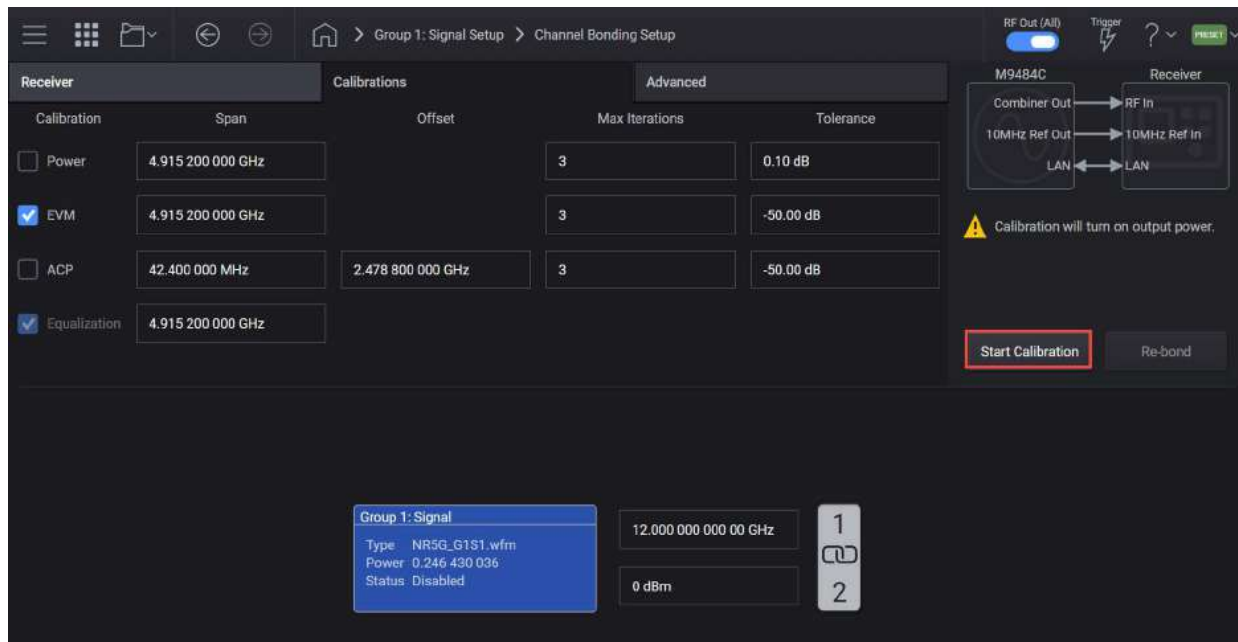 Group 1: Signal Setup > Channel Bonding Setup
RF Out (All)
Trigger
PRESET
Receiver
Calibrations
Advanced
Calibration Span Offset Max Iterations Tolerance
Power 4.915 200 000 GHz 3 0.10 dB
EVM 4.915 200 000 GHz 3 -50.00 dB
ACP 42.400 000 MHz 2.478 800 000 GHz 3 -50.00 dB
Equalization 4.915 200 000 GHz
M9484C Receiver
Combiner Out RF In
10MHz Ref Out 10MHz Ref In
LAN LAN
Calibration will turn on output power.
Start Calibration Re-bond
Group 1: Signal
Type NR5G_G1S1.wfm
Power 0.246 430 036
Status Disabled
12.000 000 000 00 GHz
0 dBm
1
2